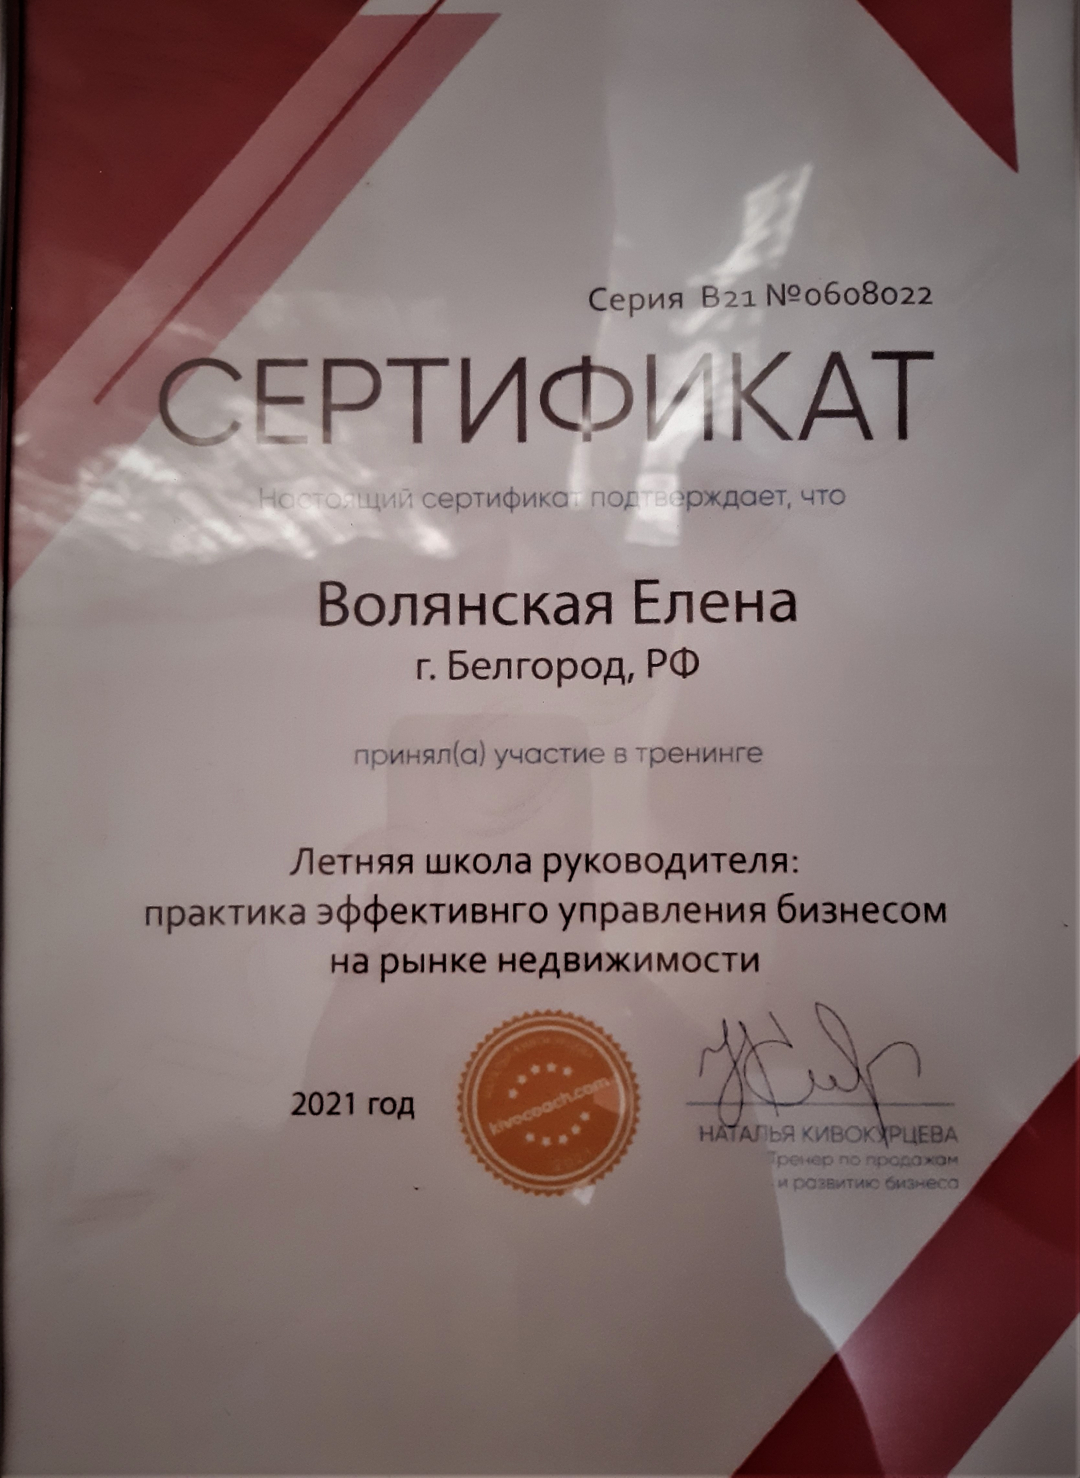 Серия B21 №0608022
СЕРТИФИКАТ
Настоящий сертификат подтверждает, что
Волянская Елена
г. Белгород, РФ
принял(а) участие в тренинге
Летняя школа руководителя:
практика эффективнго управления бизнесом
на рынке недвижимости
2021 год
kivocoach.com
НАТАЛЬЯ КИВОКУРЦЕВА
Тренер по продажам
и развитию бизнеса